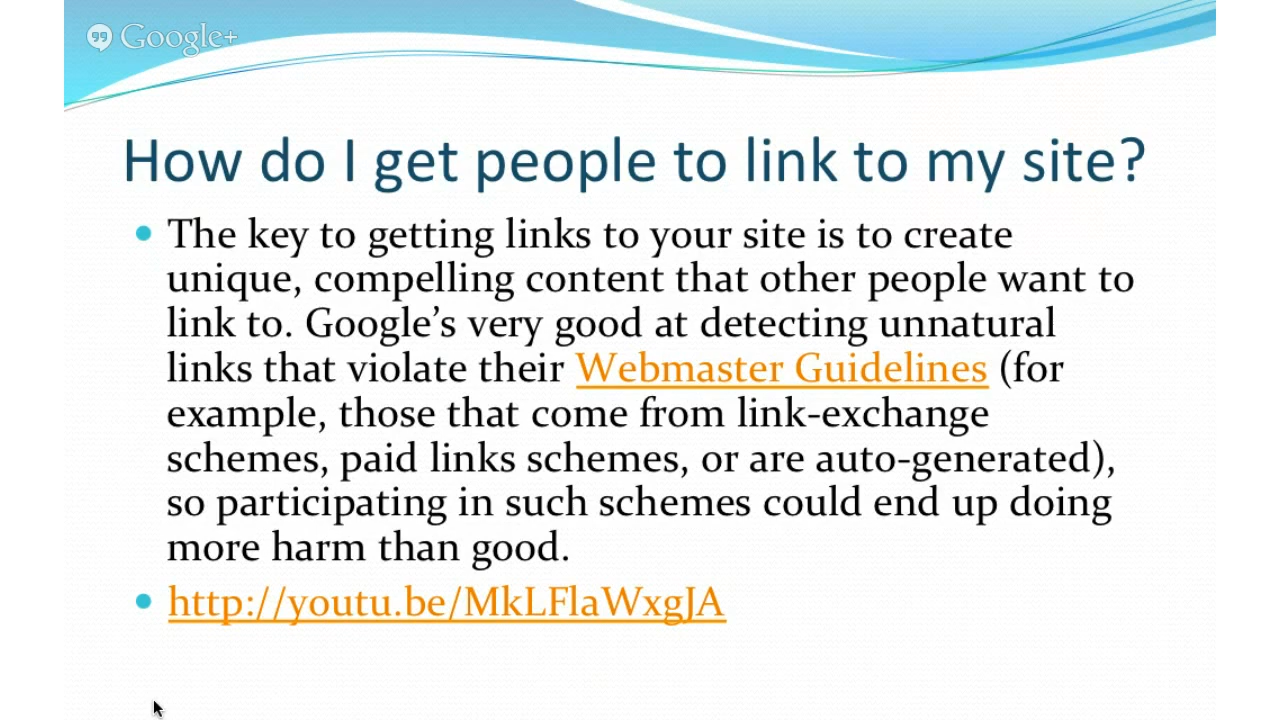 Google+
How do I get people to link to my site?
• The key to getting links to your site is to create
unique, compelling content that other people want to
link to. Google’s very good at detecting unnatural
links that violate their Webmaster Guidelines (for
example, those that come from link-exchange
schemes, paid links schemes, or are auto-generated),
so participating in such schemes could end up doing
more harm than good.
• http://youtu.be/MkLFlaWxgJA